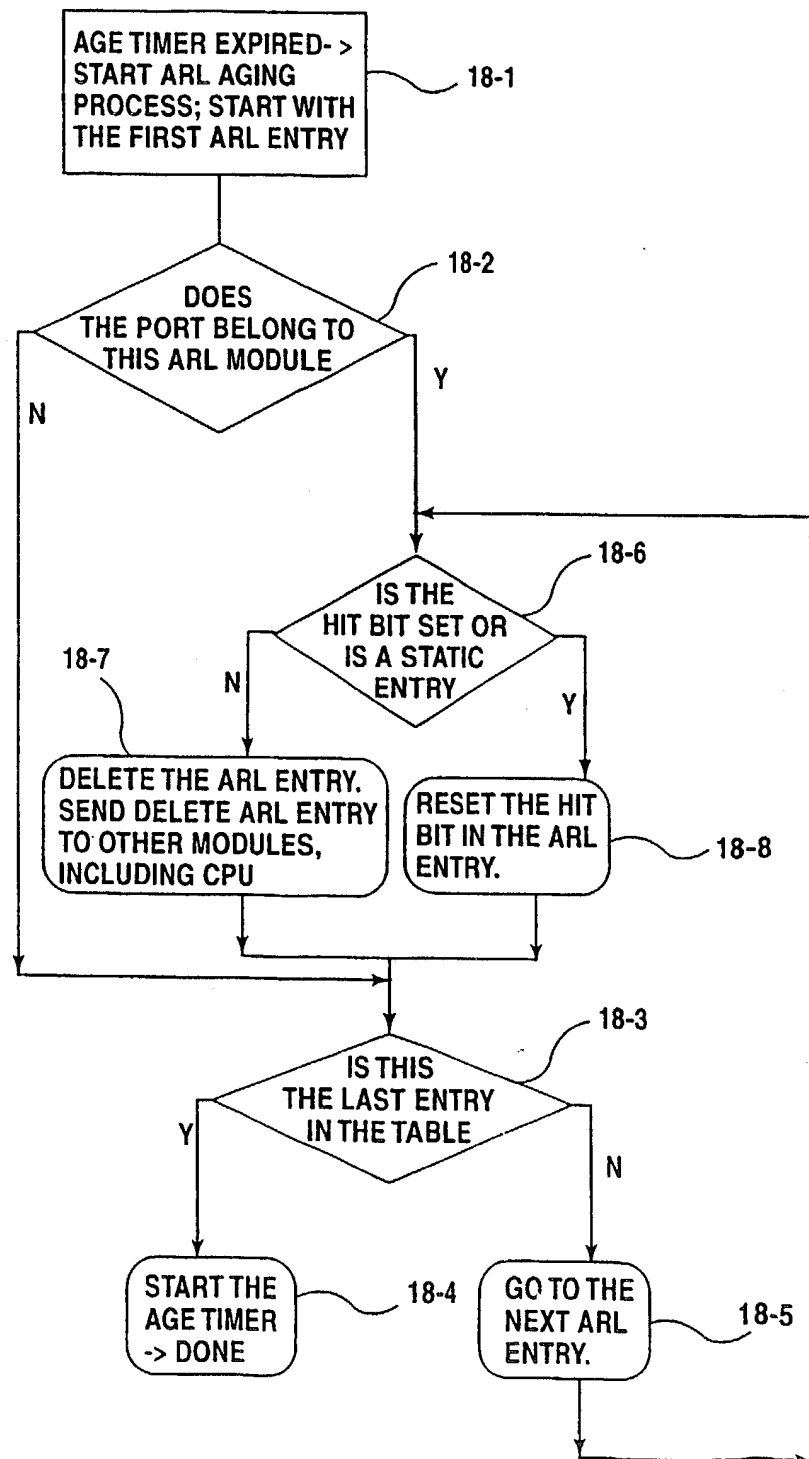 AGE TIMER EXPIRED- >
START ARL AGING
PROCESS; START WITH
THE FIRST ARL ENTRY
18-1
18-2
DOES
THE PORT BELONG TO
THIS ARL MODULE
N
Y
18-6
IS THE
HIT BIT SET OR
IS A STATIC
ENTRY
18-7
N
Y
DELETE THE ARL ENTRY.
SEND DELETE ARL ENTRY
TO OTHER MODULES,
INCLUDING CPU
RESET THE HIT
BIT IN THE ARL
ENTRY.
18-8
18-3
IS THIS
THE LAST ENTRY
IN THE TABLE
Y
N
START THE
AGE TIMER
-> DONE
18-4
GO TO THE
NEXT ARL
ENTRY.
18-5